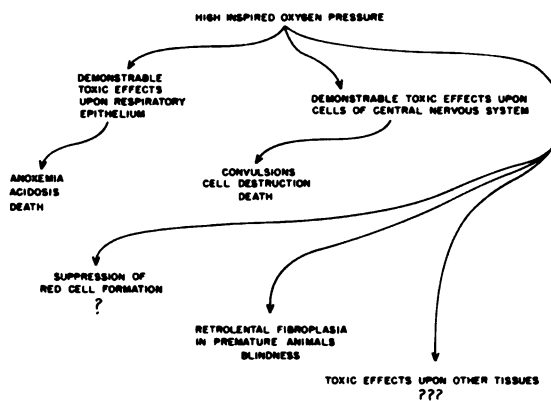 HIGH INSPIRED OXYGEN PRESSURE
DEMONSTRABLE
TOXIC EFFECTS
UPON RESPIRATORY
EPITHELIUM
DEMONSTRABLE TOXIC EFFECTS UPON
CELLS OF CENTRAL NERVOUS SYSTEM
ANOXEMIA
ACIDOSIS
DEATH
CONVULSIONS
CELL DESTRUCTION
DEATH
SUPPRESSION OF
RED CELL FORMATION
?
RETROLENTAL FIBROPLASIA
IN PREMATURE ANIMALS
BLINDNESS
TOXIC EFFECTS UPON OTHER TISSUES
???